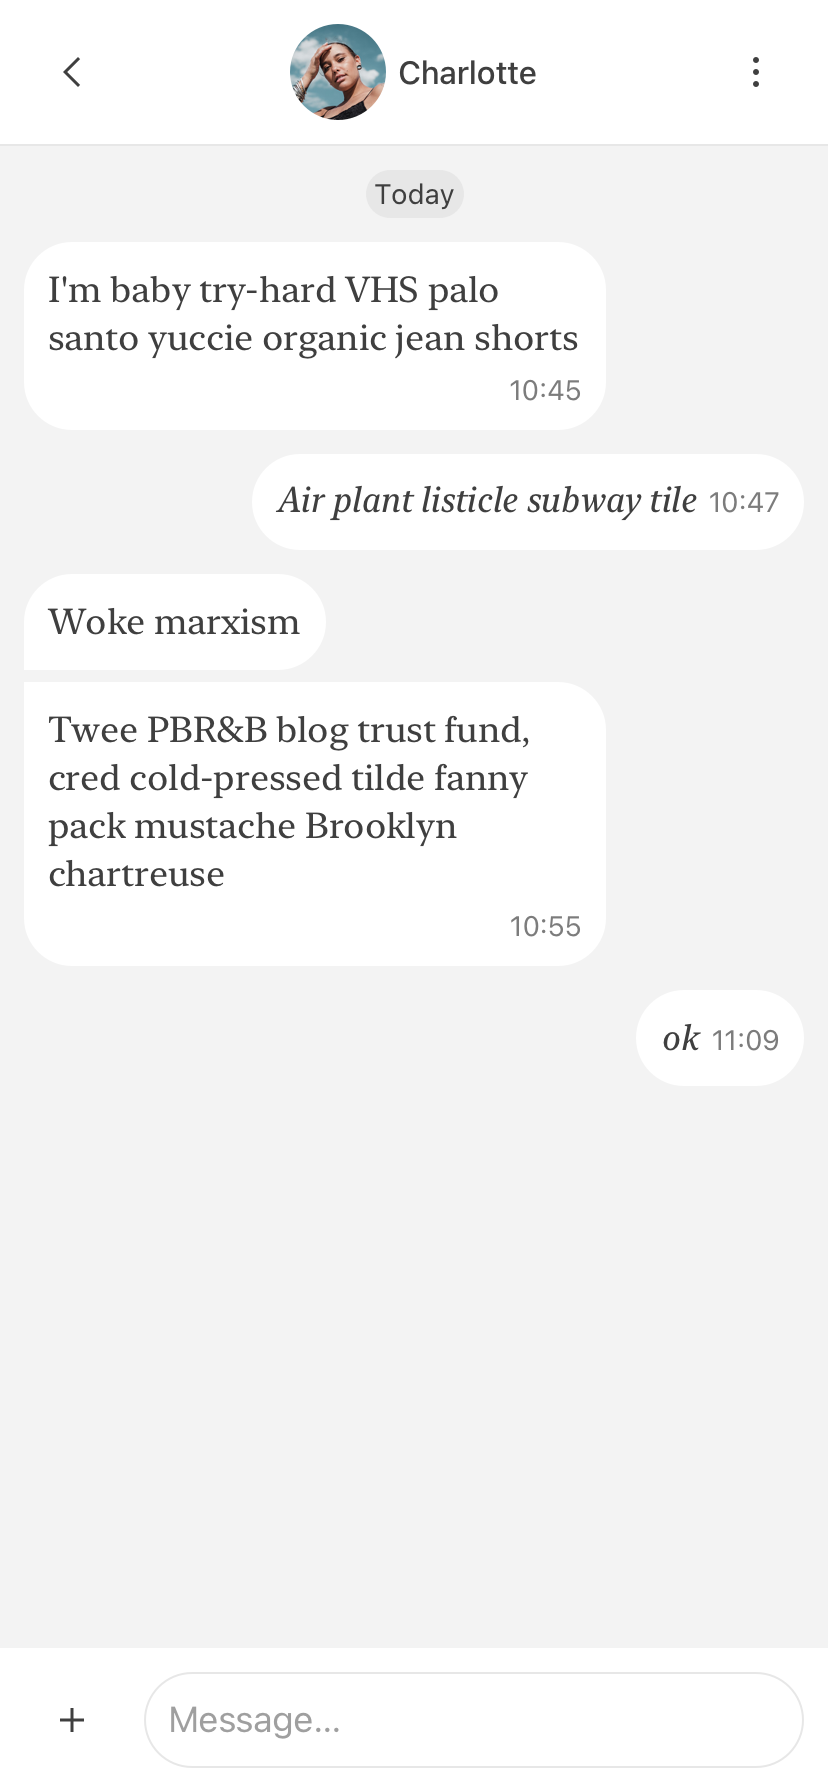 Charlotte
Today
I'm baby try-hard VHS palo
santo yuccie organic jean shorts
10:45
Air plant listicle subway tile 10:47
Woke marxism
Twee PBR&B blog trust fund,
cred cold-pressed tilde fanny
pack mustache Brooklyn
chartreuse
10:55
ok 11:09
Message...